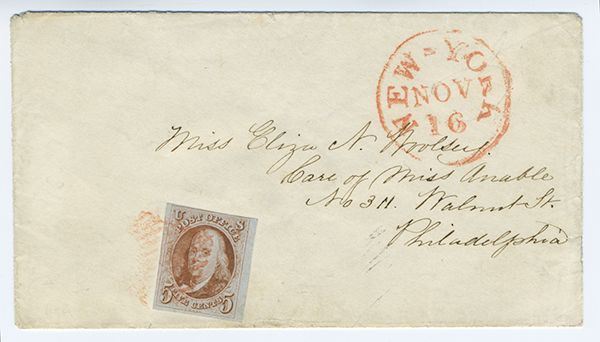 NEW-YORK
NOV
16
Miss Eliza N. Woolsey.
Care of Miss Anable
No 311. Walnut St.
Philadelphia
U S
POST OFFICE
5 FIVE CENTS 5